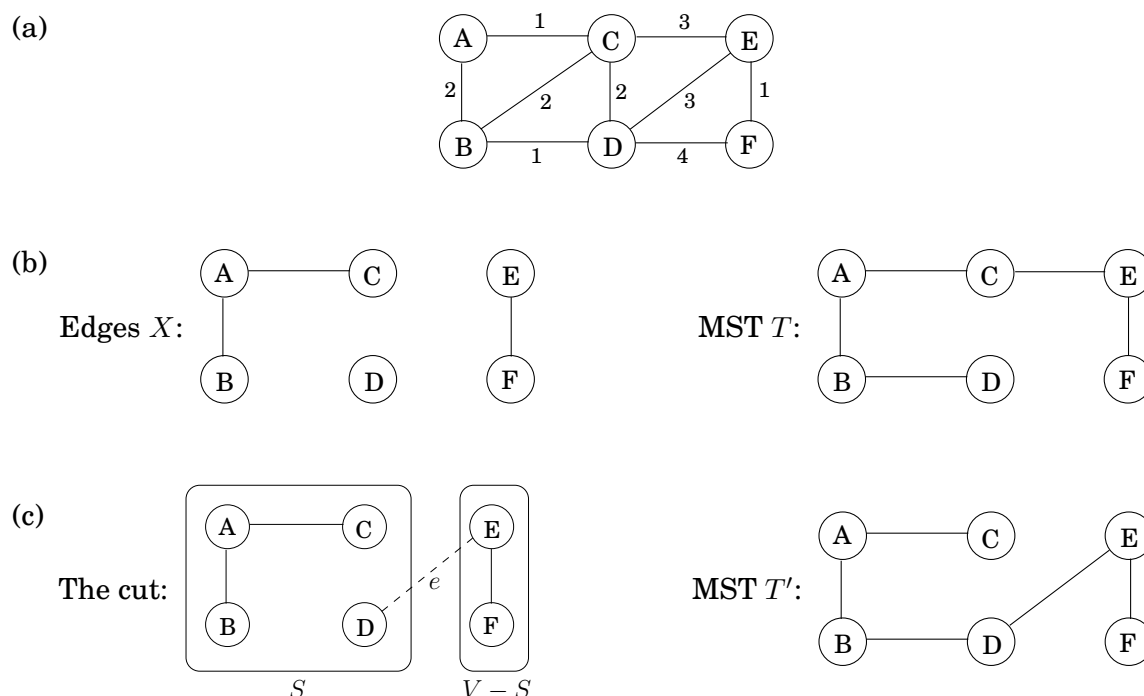 (a)
1 3
A C E
2 2 2 3 1
B D F
1 4
(b)
A C E A C E
Edges X: MST T:
B D F B D F
(c)
A C E A C E
The cut: e MST T′:
B D F B D F
S V − S